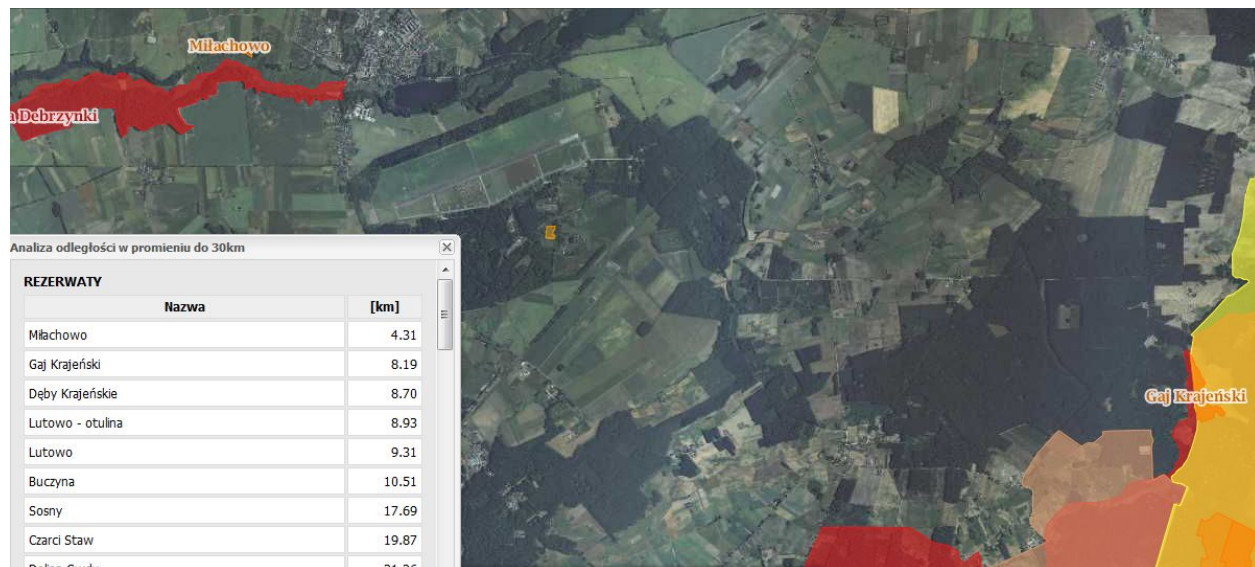 Miłachowo
a Debrzynki
Analiza odległości w promieniu do 30km
REZERWATY
Nazwa [km]
Miłachowo 4.31
Gaj Krajeński 8.19
Dęby Krajeńskie 8.70
Lutowo - otulina 8.93
Lutowo 9.31
Buczyna 10.51
Sosny 17.69
Czarci Staw 19.87
Gaj Krajeński